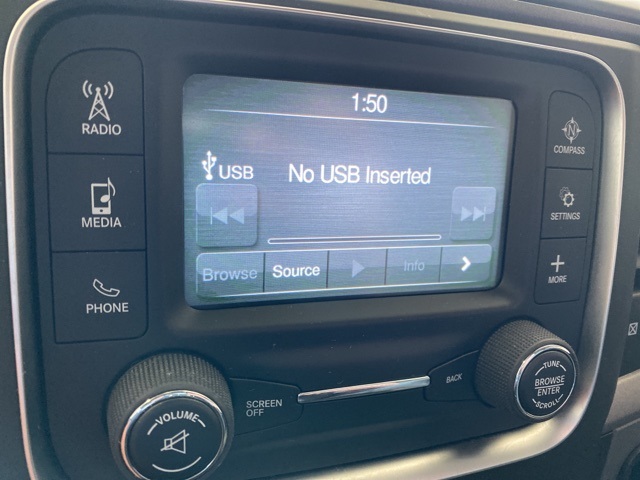 1:50
RADIO
COMPASS
N
USB
No USB Inserted
MEDIA
SETTINGS
Browse
Source
Info
PHONE
MORE
SCREEN
OFF
BACK
VOLUME
TUNE
BROWSE
ENTER
SCROLL